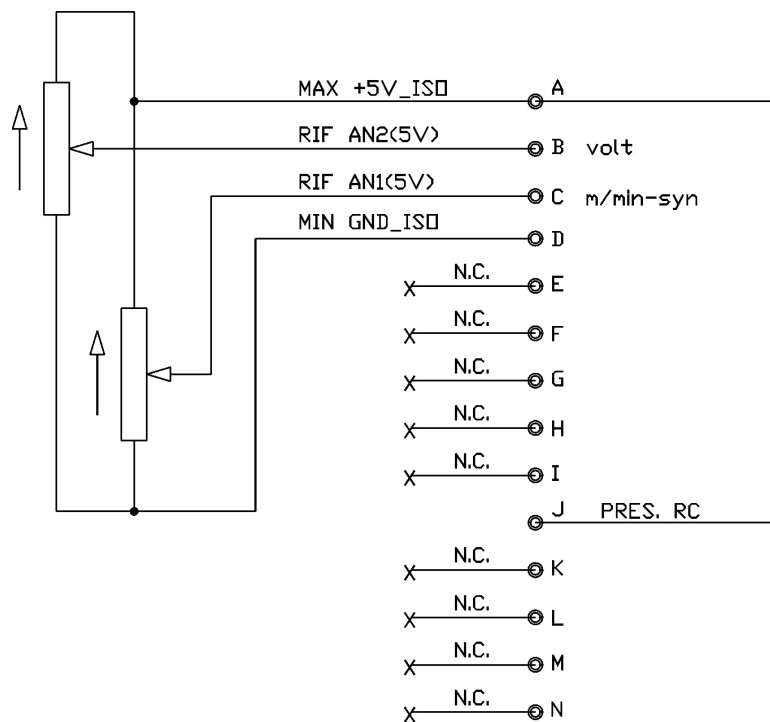 MAX +5V_ISO A
RIF AN2(5V) B volt
RIF AN1(5V) C m/min-syn
MIN GND_ISO D
N.C. E
N.C. F
N.C. G
N.C. H
N.C. I
J PRES. RC
N.C. K
N.C. L
N.C. M
N.C. N